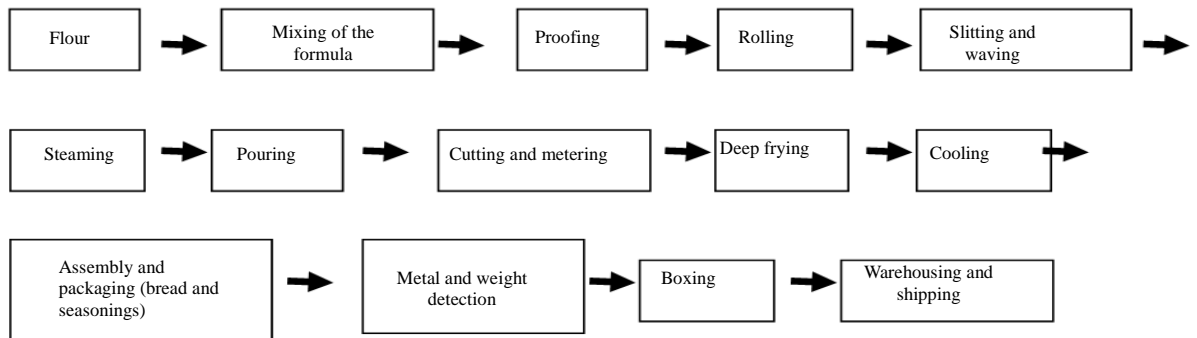 Flour
Mixing of the
formula
Proofing
Rolling
Slitting and
waving
Steaming
Pouring
Cutting and metering
Deep frying
Cooling
Assembly and
packaging (bread and
seasonings)
Metal and weight
detection
Boxing
Warehousing and
shipping